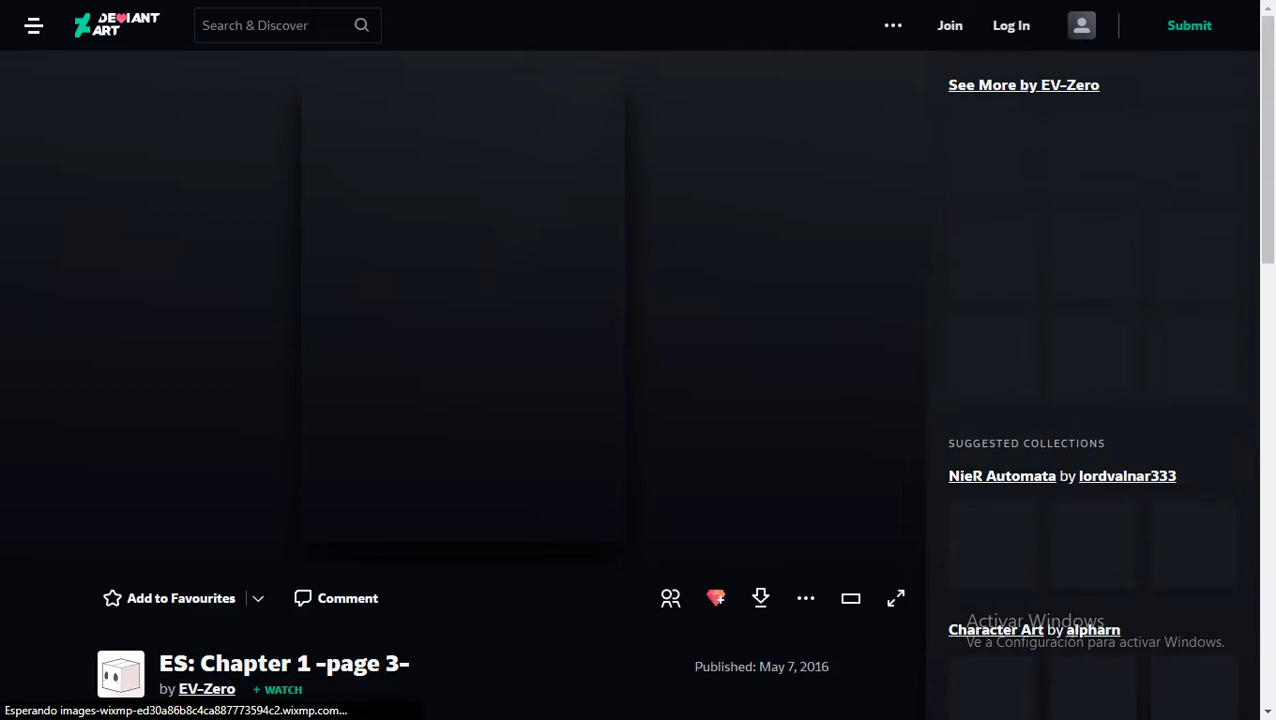 DEVIANT ART
Search & Discover
Join
Log In
Submit
See More by EV-Zero
SUGGESTED COLLECTIONS
NieR Automata by lordvalnar333
Add to Favourites
Comment
Activar Windows
Character Art by alpharn
Ve a Configuración para activar Windows.
ES: Chapter 1 -page 3-
Published: May 7, 2016
by EV-Zero + WATCH
Esperando images-wixmp-ed30a86b8c4ca887773594c2.wixmp.com...